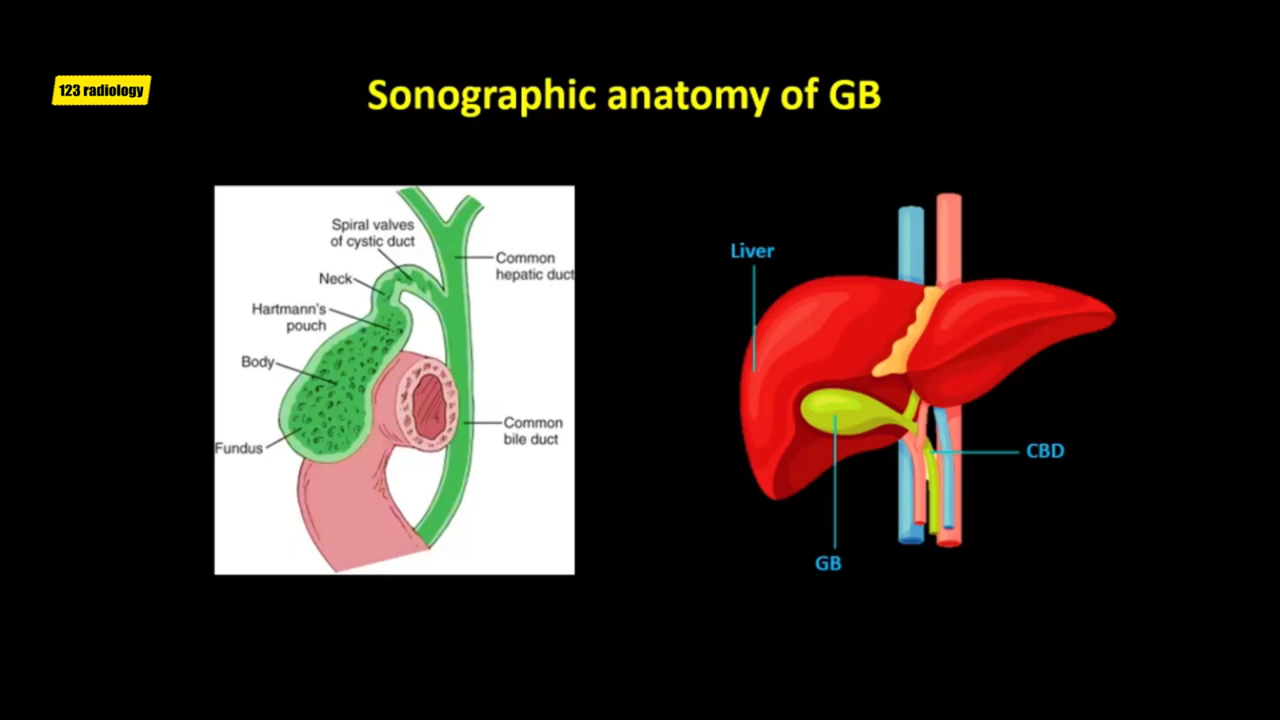 123 radiology
Sonographic anatomy of GB
Spiral valves
of cystic duct
Common
hepatic duct
Neck
Hartmann's
pouch
Body
Common
bile duct
Fundus
Liver
CBD
GB